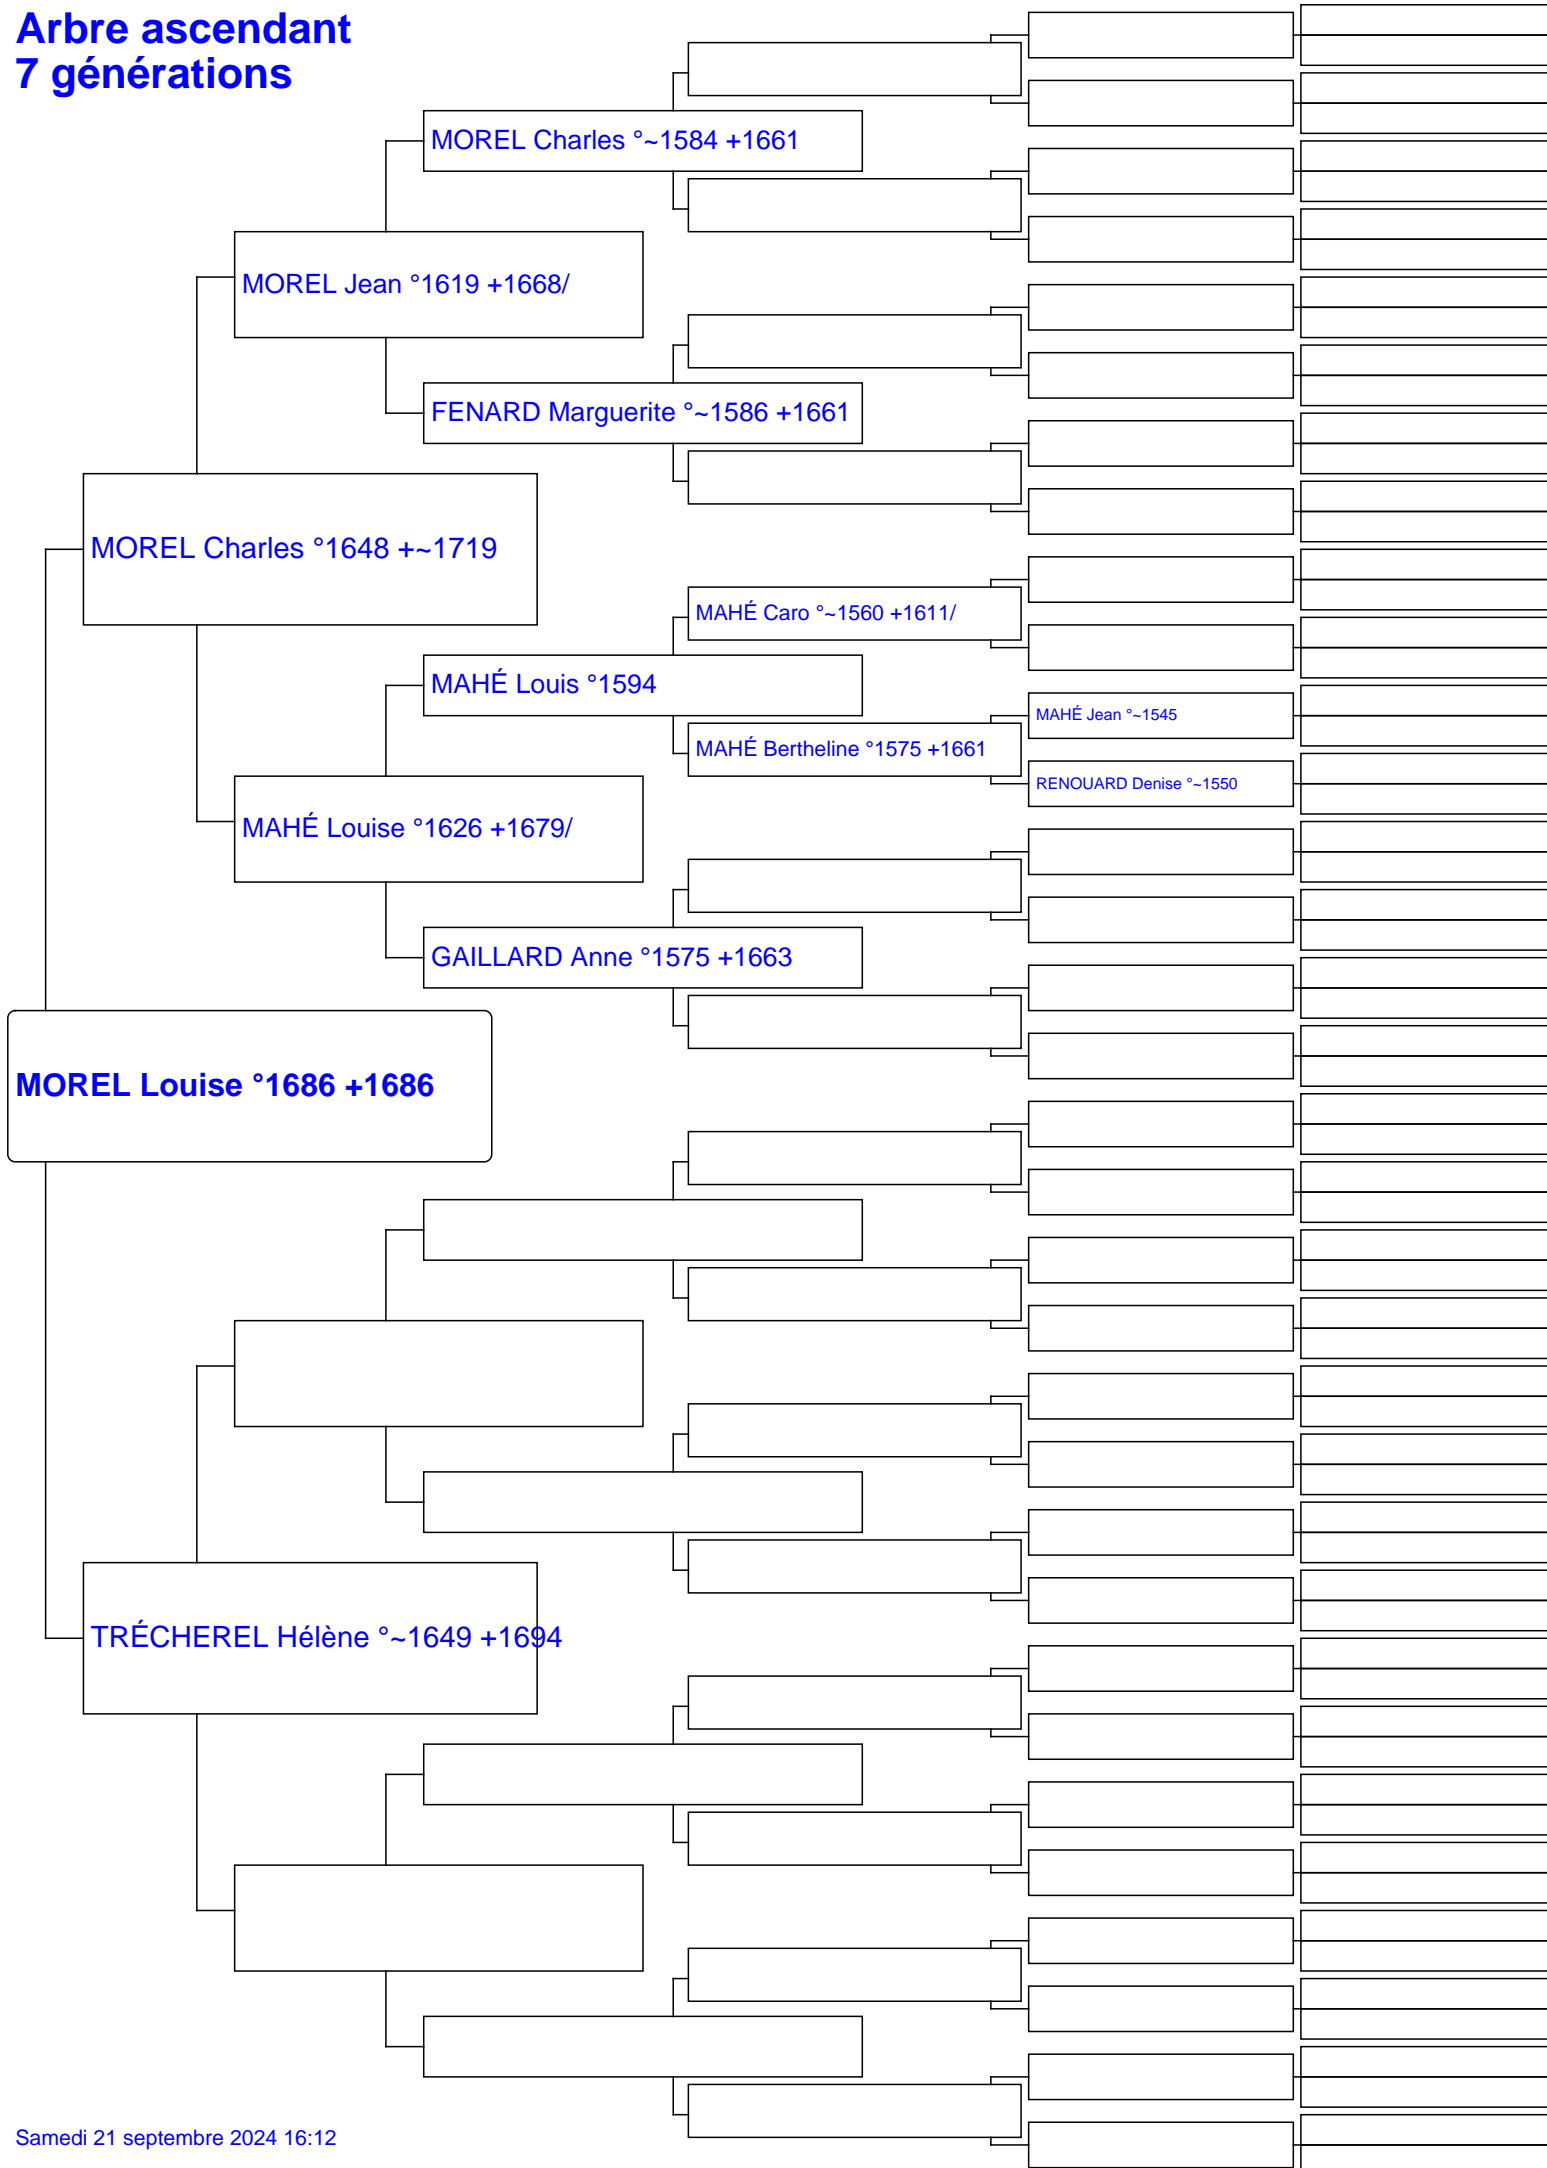 Arbre ascendant
7 générations
MOREL Charles °~1584 +1661
MOREL Jean °1619 +1668/
FENARD Marguerite °~1586 +1661
MOREL Charles °1648 +~1719
MAHÉ Caro °~1560 +1611/
MAHÉ Louis °1594
MAHÉ Jean °~1545
MAHÉ Bertheline °1575 +1661
RENOUARD Denise °~1550
MAHÉ Louise °1626 +1679/
GAILLARD Anne °1575 +1663
MOREL Louise °1686 +1686
TRÉCHEREL Hélène °~1649 +1694
Samedi 21 septembre 2024 16:12